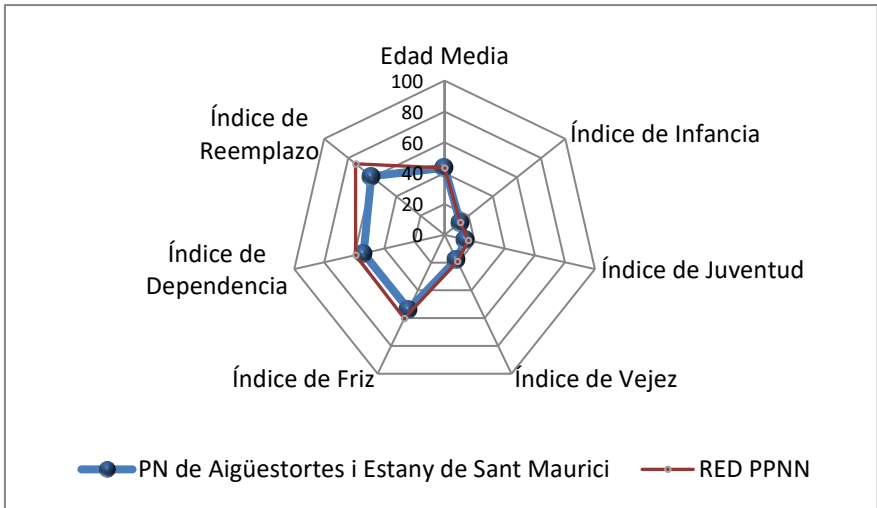 Edad Media
100
80
60
40
20
0
Índice de Infancia
Índice de Juventud
Índice de Vejez
Índice de Friz
Índice de
Dependencia
Índice de
Reemplazo
PN de Aigüestortes i Estany de Sant Maurici
RED PPNN